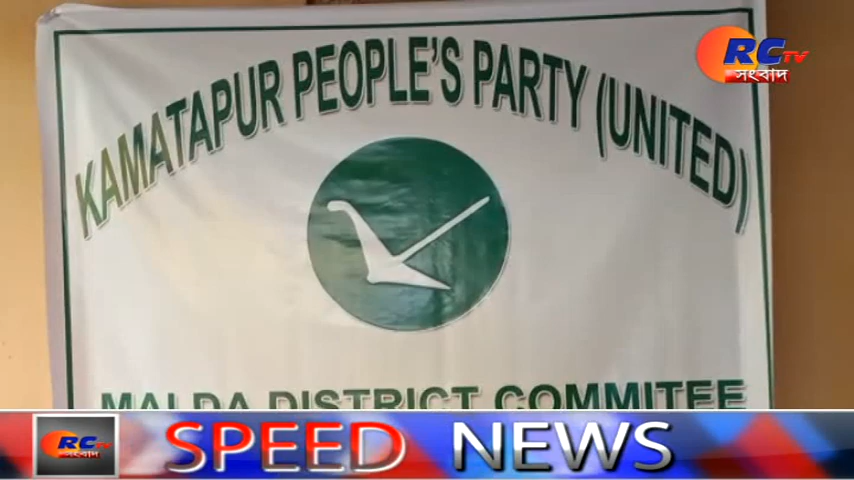 RCTV
সংবাদ
KAMATAPUR PEOPLE'S PARTY (UNITED)
MALDA DISTRICT COMMITEE
RCTV
সংবাদ
SPEED NEWS